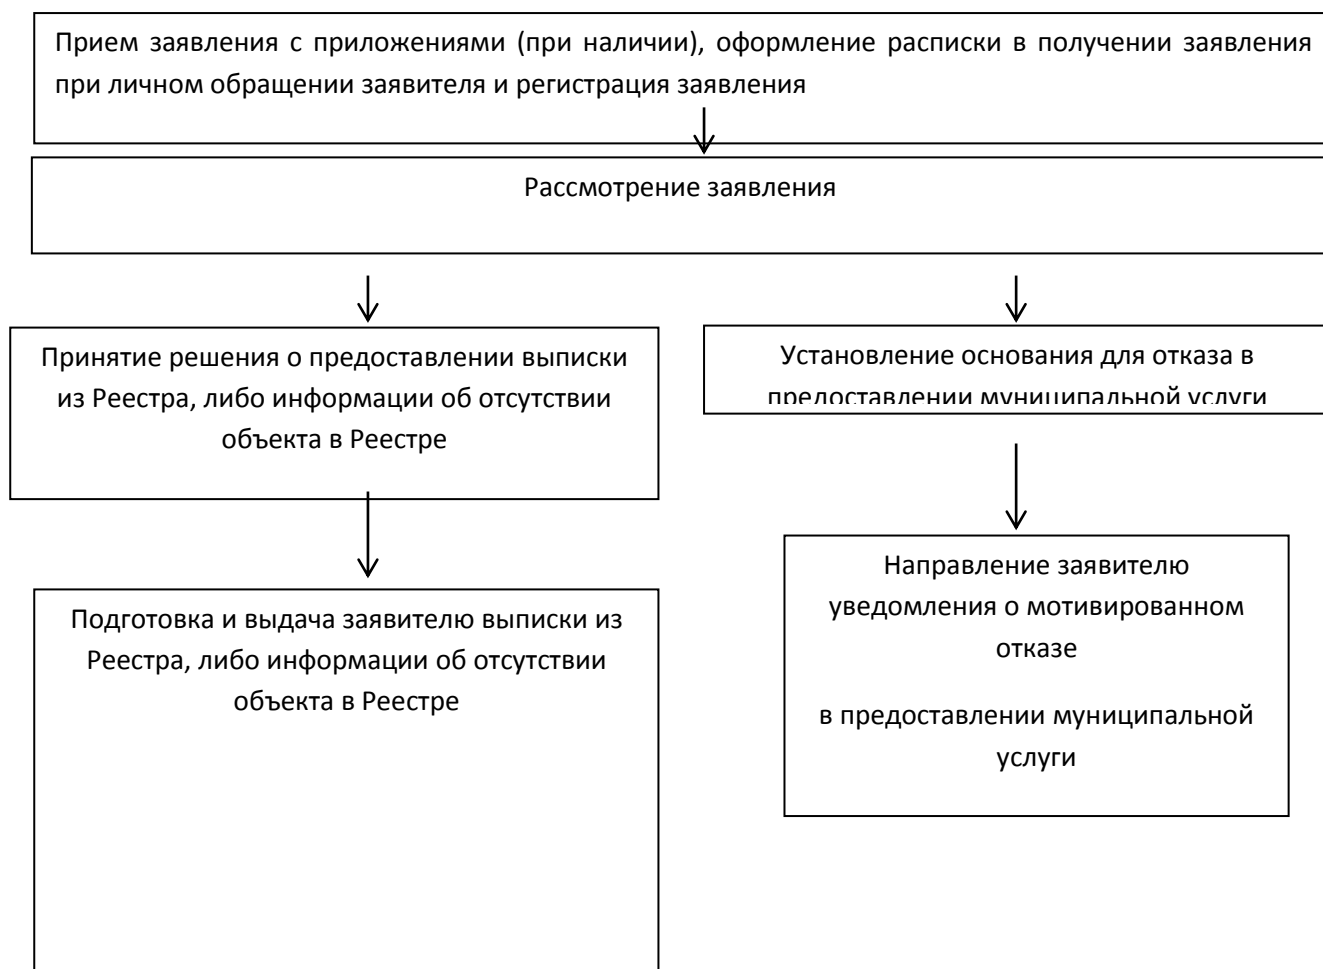 Прием заявления с приложениями (при наличии), оформление расписки в получении заявления
при личном обращении заявителя и регистрация заявления
Рассмотрение заявления
Принятие решения о предоставлении выписки
из Реестра, либо информации об отсутствии
объекта в Реестре
Установление основания для отказа в
предоставлении муниципальной услуги
Подготовка и выдача заявителю выписки из
Реестра, либо информации об отсутствии
объекта в Реестре
Направление заявителю
уведомления о мотивированном
отказе
в предоставлении муниципальной
услуги